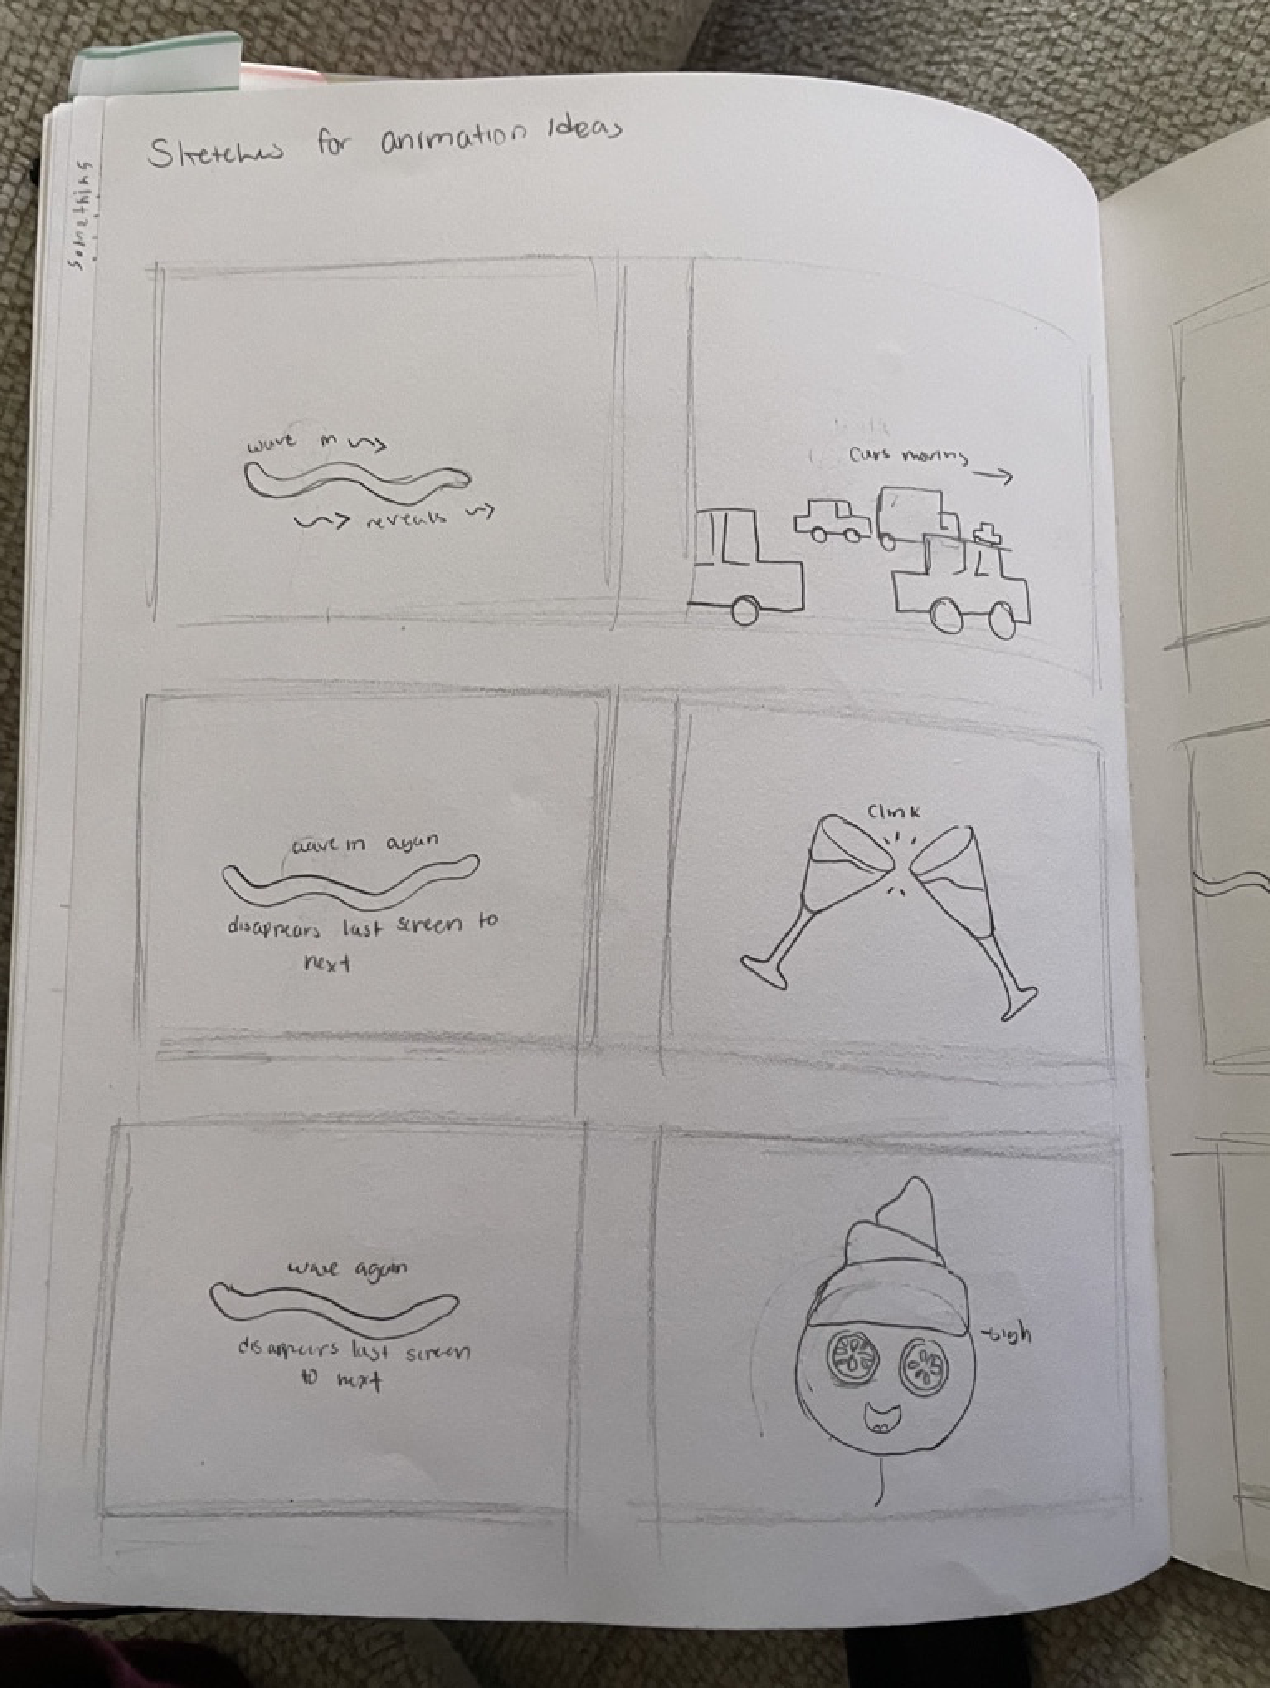 Sketches for animation ideas
something
wave in
reveals
Cars moving
wave in again
disappears last screen to
next
Clink
wave again
disappears last screen
to next
-sigh